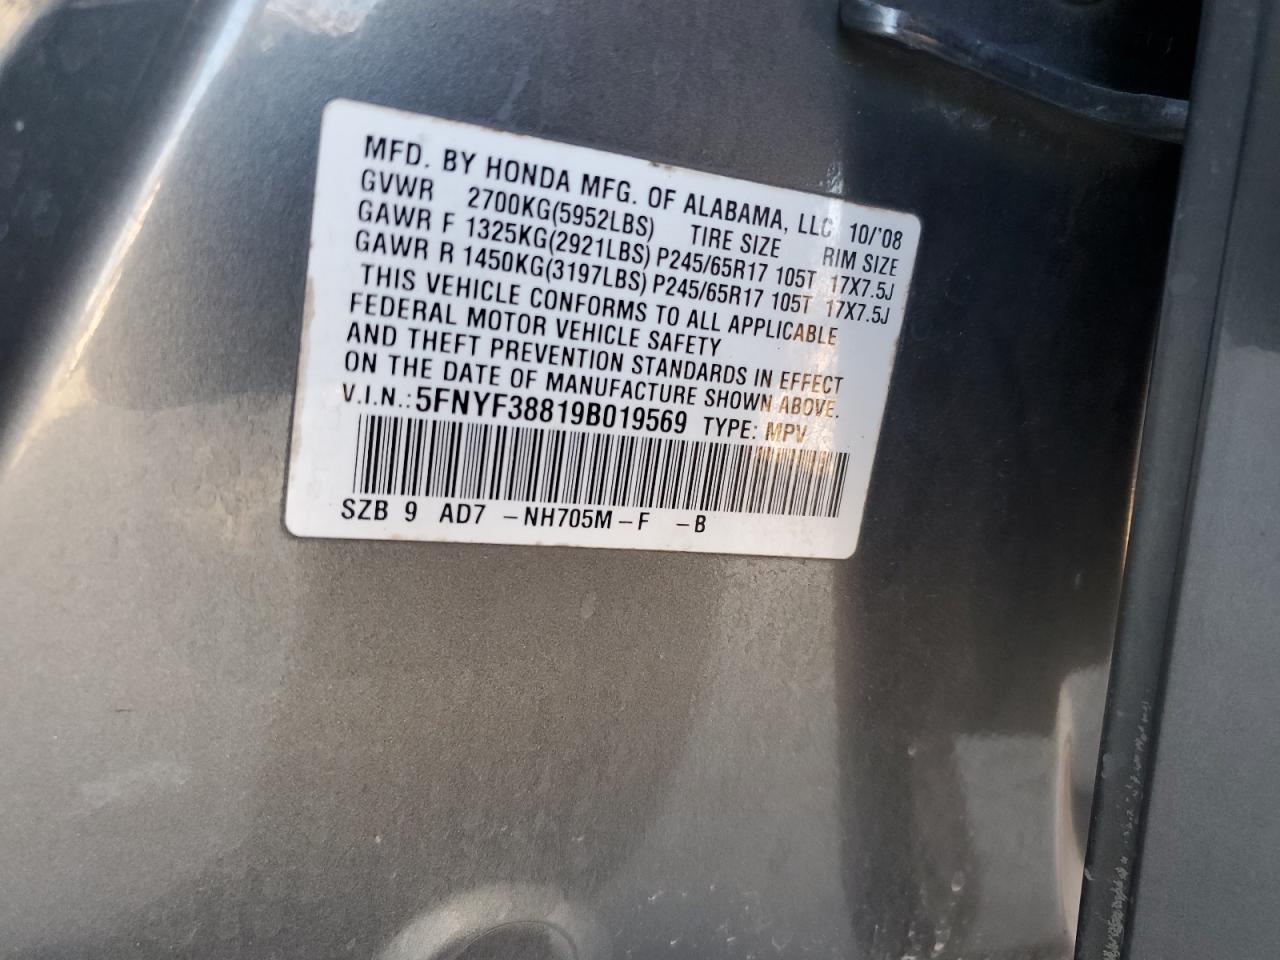 MFD. BY HONDA MFG. OF ALABAMA, LLC 10/'08
GVWR 2700KG(5952LBS) TIRE SIZE RIM SIZE
GAWR F 1325KG(2921LBS) P245/65R17 105T 17X7.5J
GAWR R 1450KG(3197LBS) P245/65R17 105T 17X7.5J
THIS VEHICLE CONFORMS TO ALL APPLICABLE
FEDERAL MOTOR VEHICLE SAFETY
AND THEFT PREVENTION STANDARDS IN EFFECT
ON THE DATE OF MANUFACTURE SHOWN ABOVE.
V.I.N.: 5FNYF38819B019569 TYPE: MPV
SZB 9 AD7 – NH705M – F – B